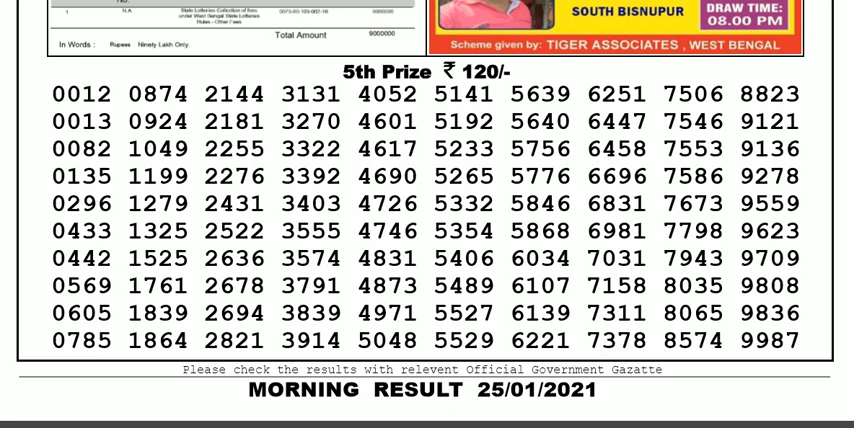 No.
1 N.A State Lotteries-Collection of fees 0075-00-103-002-16 9000000
under West Bengal State Lotteries
Rules - Other Fees
Total Amount 9000000
In Words : Rupees Ninety Lakh Only.
SOUTH BISNUPUR
DRAW TIME:
08.00 PM
Scheme given by: TIGER ASSOCIATES , WEST BENGAL
5th Prize ₹ 120/-
0012 0874 2144 3131 4052 5141 5639 6251 7506 8823
0013 0924 2181 3270 4601 5192 5640 6447 7546 9121
0082 1049 2255 3322 4617 5233 5756 6458 7553 9136
0135 1199 2276 3392 4690 5265 5776 6696 7586 9278
0296 1279 2431 3403 4726 5332 5846 6831 7673 9559
0433 1325 2522 3555 4746 5354 5868 6981 7798 9623
0442 1525 2636 3574 4831 5406 6034 7031 7943 9709
0569 1761 2678 3791 4873 5489 6107 7158 8035 9808
0605 1839 2694 3839 4971 5527 6139 7311 8065 9836
0785 1864 2821 3914 5048 5529 6221 7378 8574 9987
Please check the results with relevent Official Government Gazatte
MORNING RESULT 25/01/2021